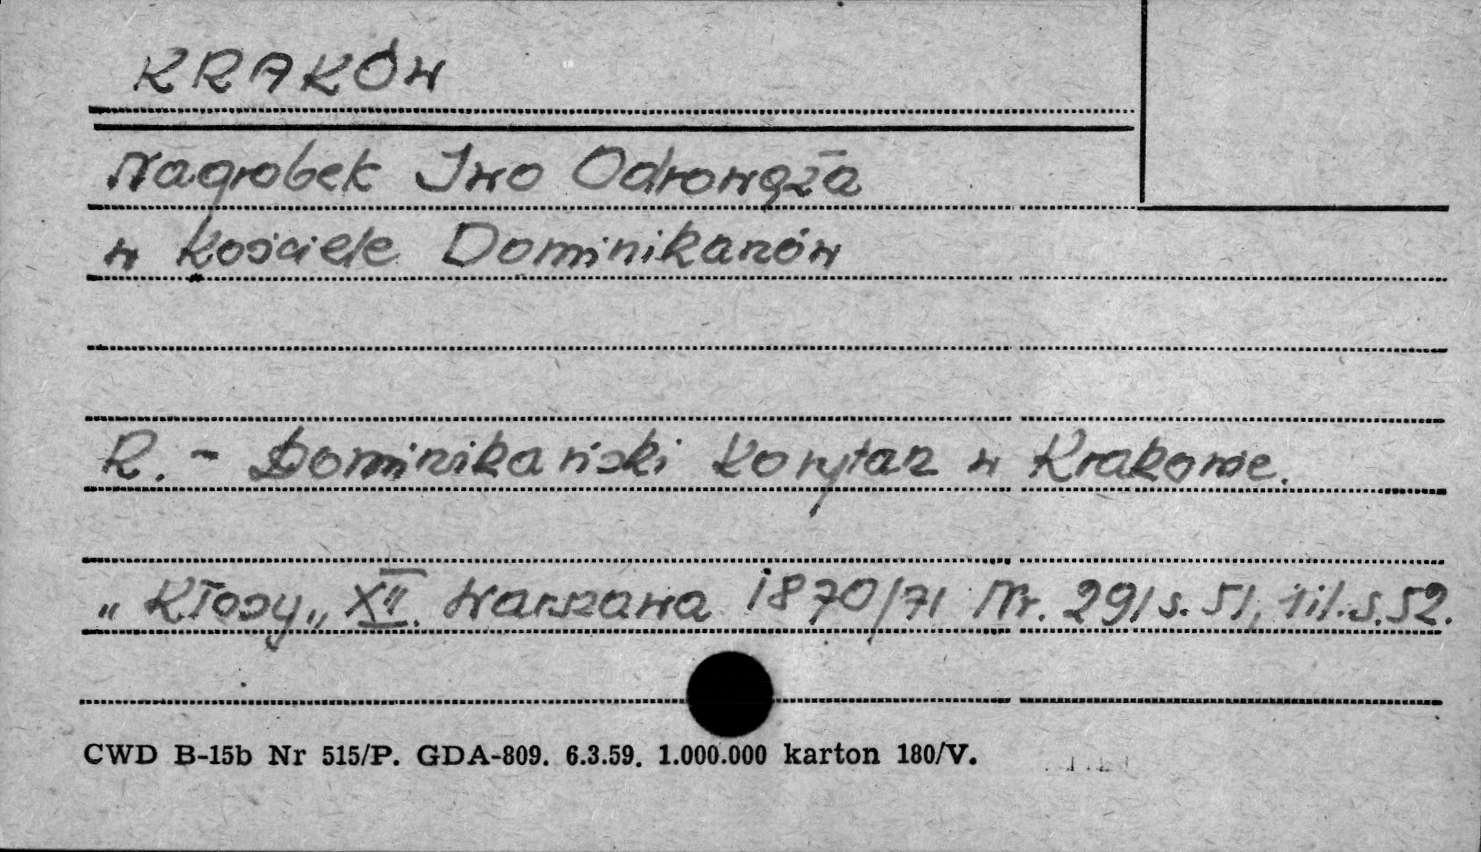 KRAKÓW
Nagrobek Iwo Odrowąża
w Kościele Dominikanów
R. - Dominikański Korytarz w Krakowie.
„Kłosy„ XII. Warszawa 1870/71 Nr. 291 s. 51, il. s. 52.
CWD B-15b Nr 515/P. GDA-809. 6.3.59. 1.000.000 karton 180/V.